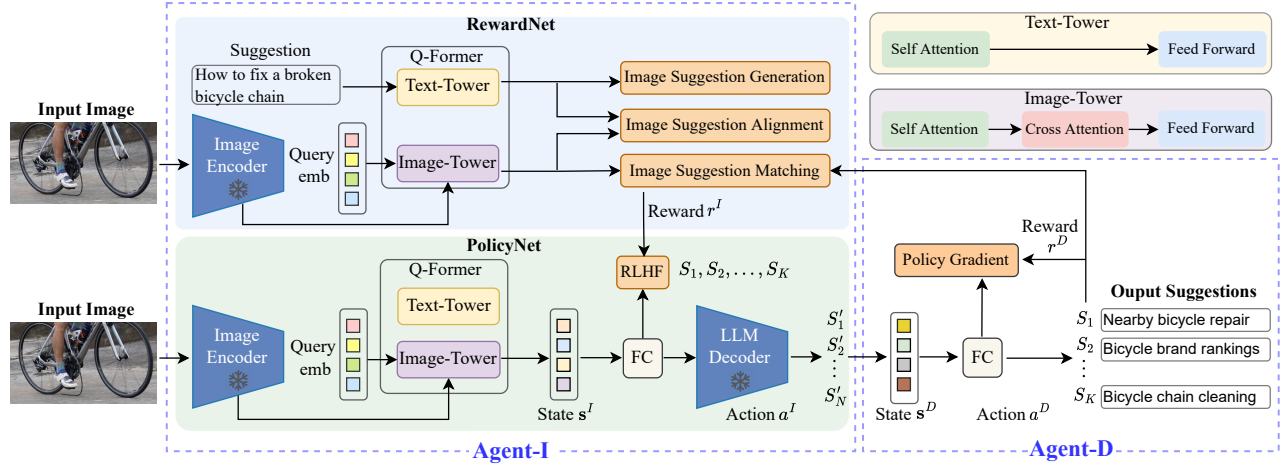 RewardNet
Suggestion
How to fix a broken
bicycle chain
Q-Former
Text-Tower
Image-Tower
Input Image
Image
Encoder
Query
emb
Image Suggestion Generation
Image Suggestion Alignment
Image Suggestion Matching
Reward r^I
Text-Tower
Self Attention
Feed Forward
Image-Tower
Self Attention
Cross Attention
Feed Forward
PolicyNet
Input Image
Image
Encoder
Query
emb
Q-Former
Text-Tower
Image-Tower
State s^I
RLHF
S_1, S_2, . . . , S_K
FC
LLM
Decoder
Action a^I
S'_1
S'_2
⋮
S'_N
Agent-I
State s^D
Policy Gradient
Reward
r^D
FC
Action a^D
Ouput Suggestions
S_1 Nearby bicycle repair
S_2 Bicycle brand rankings
⋮
S_K Bicycle chain cleaning
Agent-D